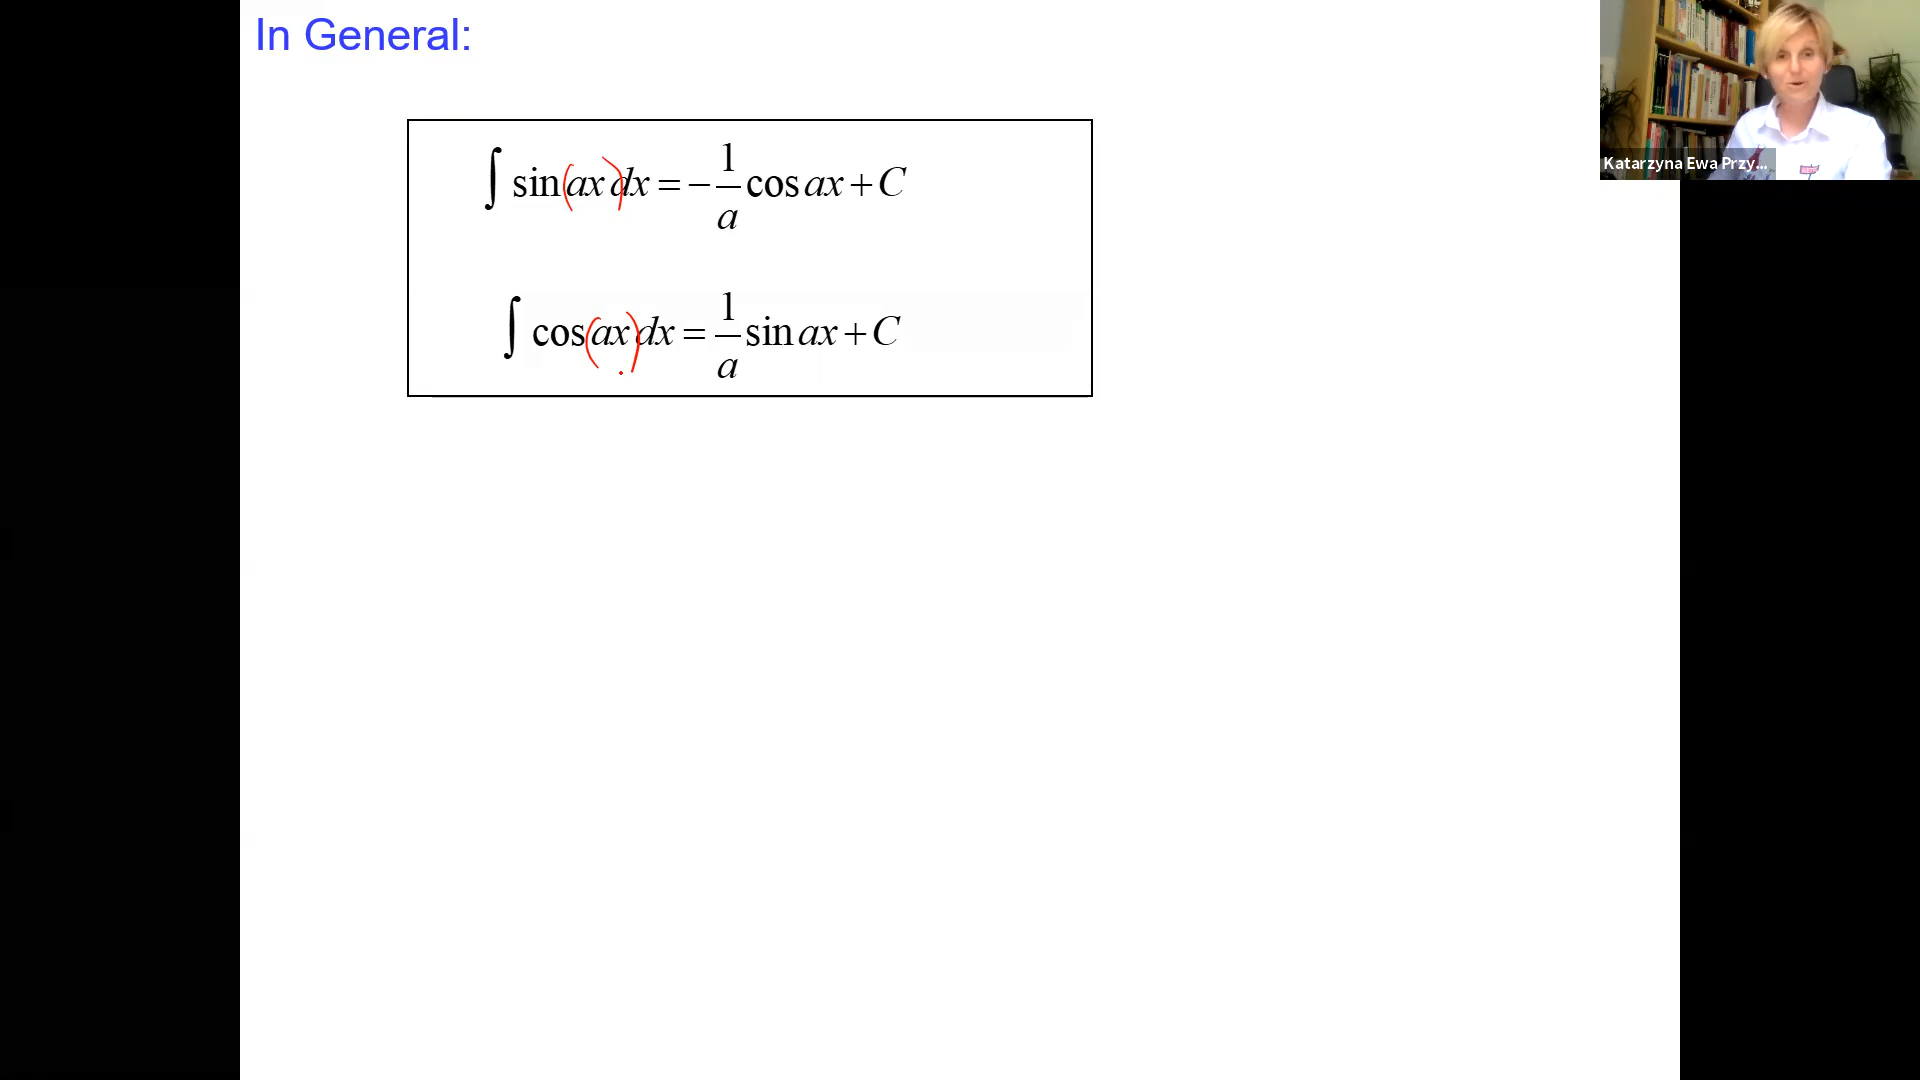 In General:
∫ sin(ax)dx = −1/a cos ax + C
∫ cos(ax)dx = 1/a sin ax + C
Katarzyna Ewa Przy...